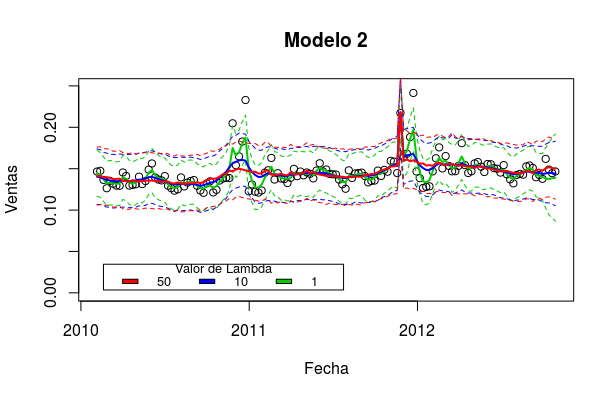 Modelo 2
Ventas
0.20
0.10
0.00
Valor de Lambda
50 10 1
2010 2011 2012
Fecha